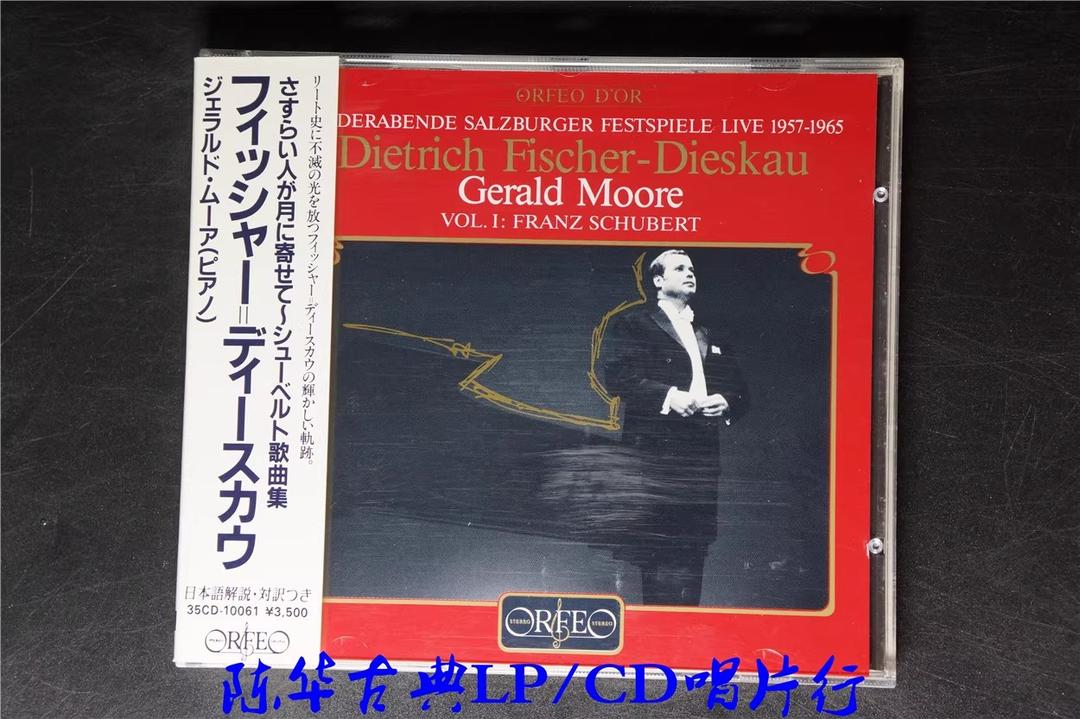 リート史に不滅の光を放つフィッシャー=ディースカウの輝かしい軌跡。
さすらい人が月に寄せて~シューベルト歌曲集
フィッシャー=ディースカウ
ジェラルド・ムーア(ピアノ)
日本語解説・対訳つき
35CD-10061 ¥3,500
ORFEO
ORFEO D'OR
DERABENDE SALZBURGER FESTSPIELE LIVE 1957-1965
Dietrich Fischer-Dieskau
Gerald Moore
VOL. I: FRANZ SCHUBERT
STEREO ORFEO STEREO
陈华古典LP/CD唱片行